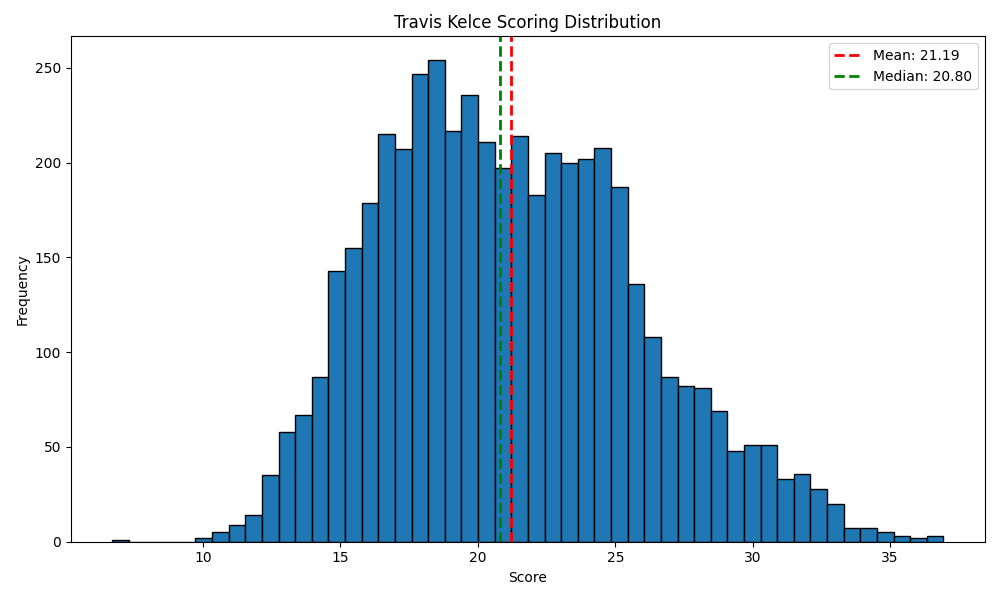 Travis Kelce Scoring Distribution
Mean: 21.19
Median: 20.80
Frequency
250
200
150
100
50
0
10 15 20 25 30 35
Score